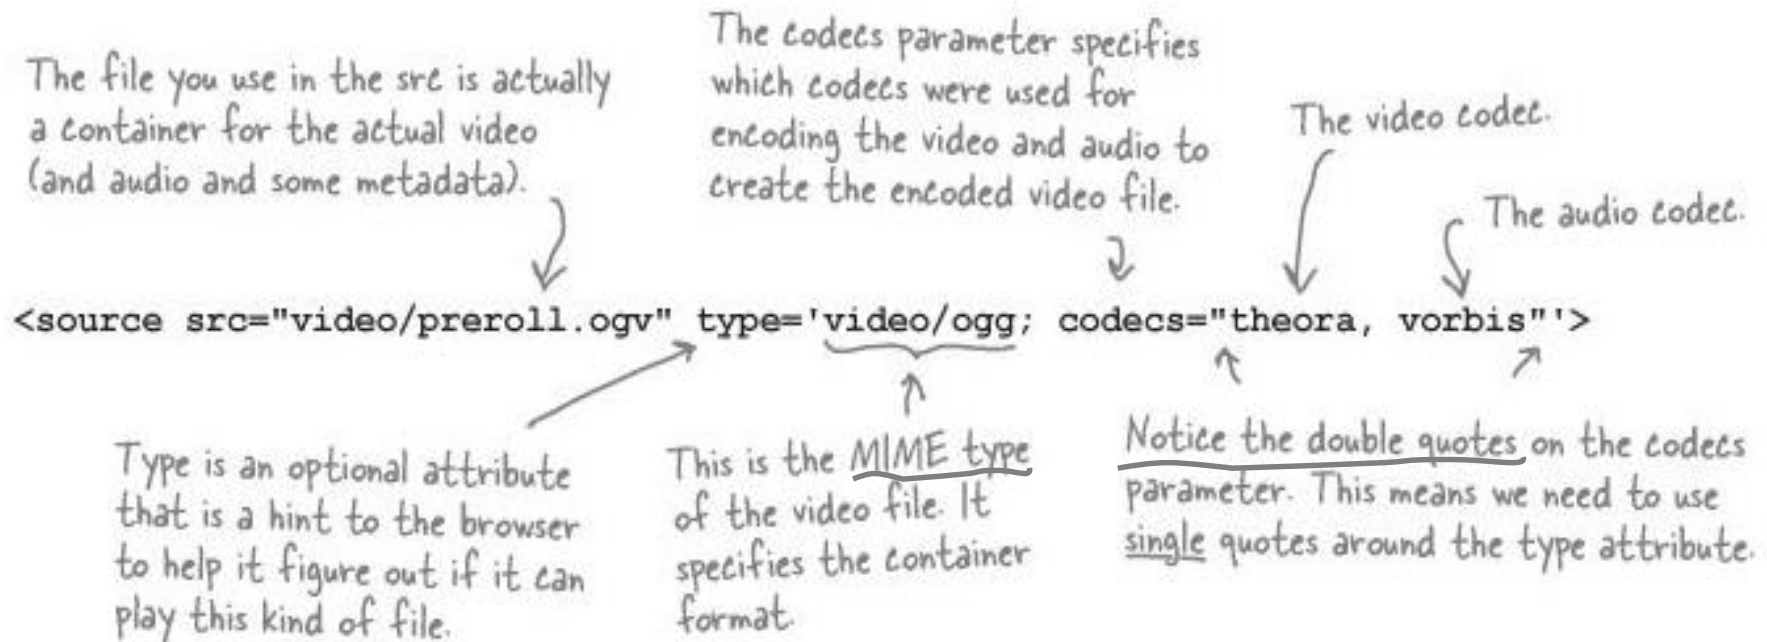 The file you use in the src is actually
a container for the actual video
(and audio and some metadata).
The codecs parameter specifies
which codecs were used for
encoding the video and audio to
create the encoded video file.
The video codec.
The audio codec.
<source src="video/preroll.ogv" type='video/ogg; codecs="theora, vorbis"'>
Type is an optional attribute
that is a hint to the browser
to help it figure out if it can
play this kind of file.
This is the MIME type
of the video file. It
specifies the container
format.
Notice the double quotes on the codecs
parameter. This means we need to use
single quotes around the type attribute.